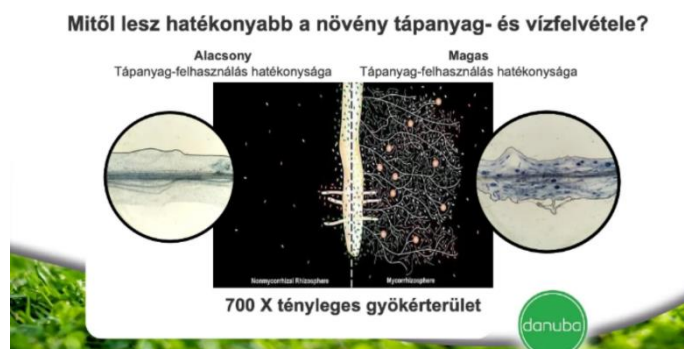 Mitől lesz hatékonyabb a növény tápanyag- és vízfelvétele?
Alacsony
Tápanyag-felhasználás hatékonysága
Magas
Tápanyag-felhasználás hatékonysága
Nonmycorrhizal Rhizosphere
Mycorrhizosphere
700 X tényleges gyökérterület
danuba